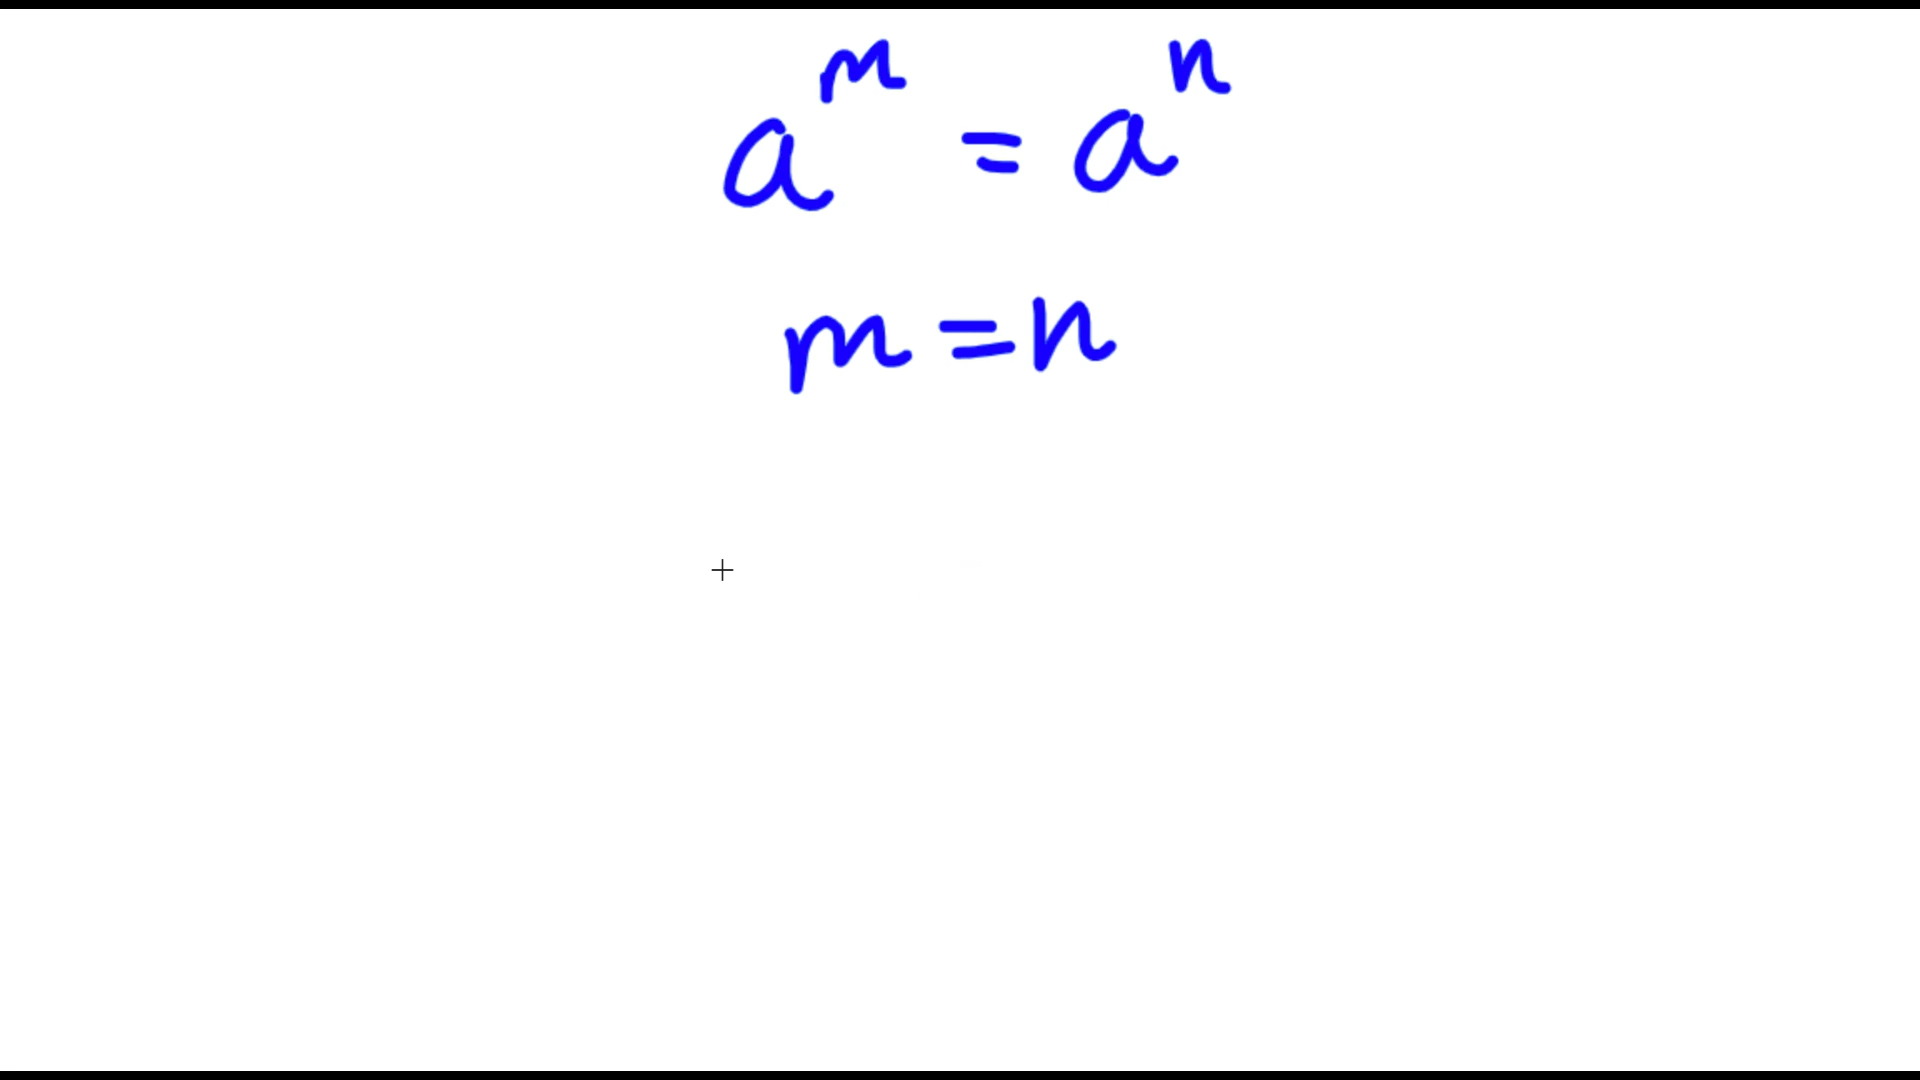 a^m = a^n
m = n